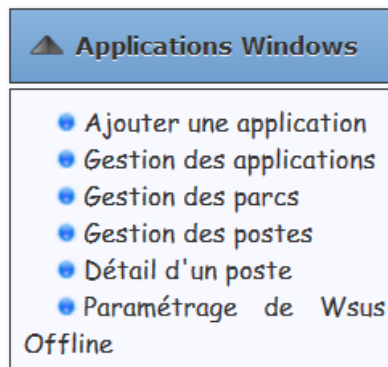 Applications Windows
Ajouter une application
Gestion des applications
Gestion des parcs
Gestion des postes
Détail d'un poste
Paramétrage de Wsus
Offline